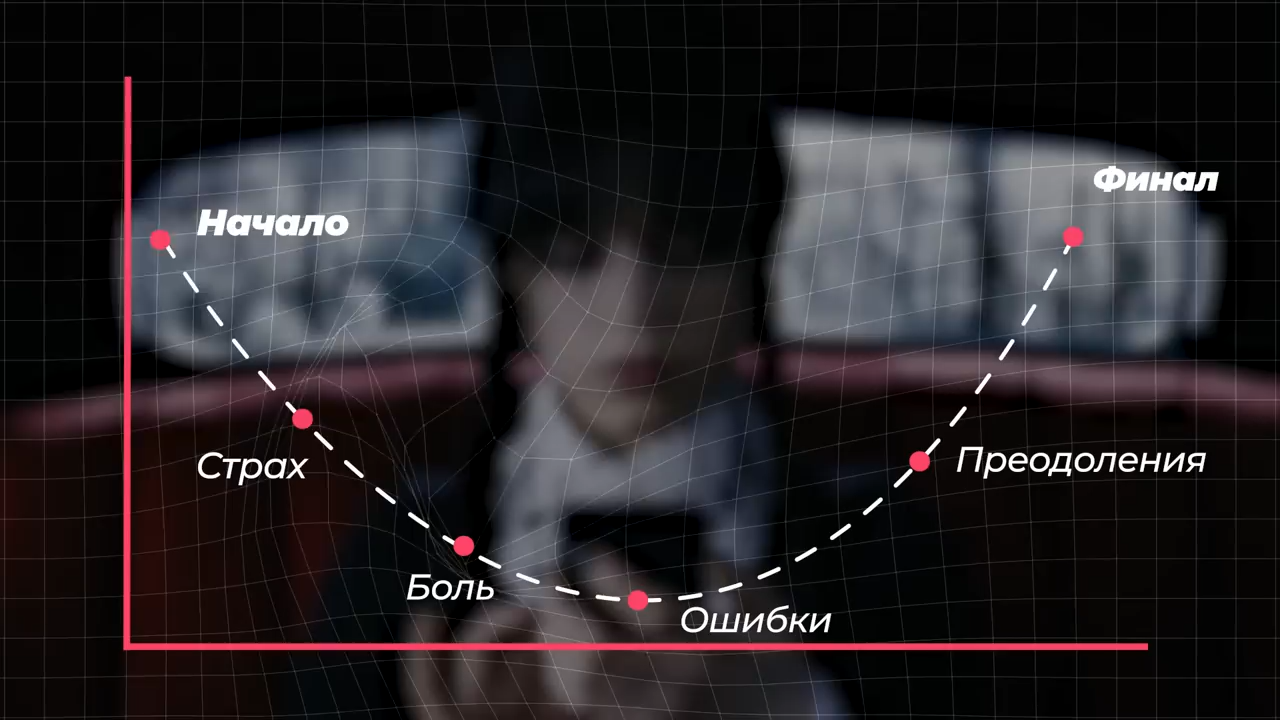 Начало
Страх
Боль
Ошибки
Преодоления
Финал